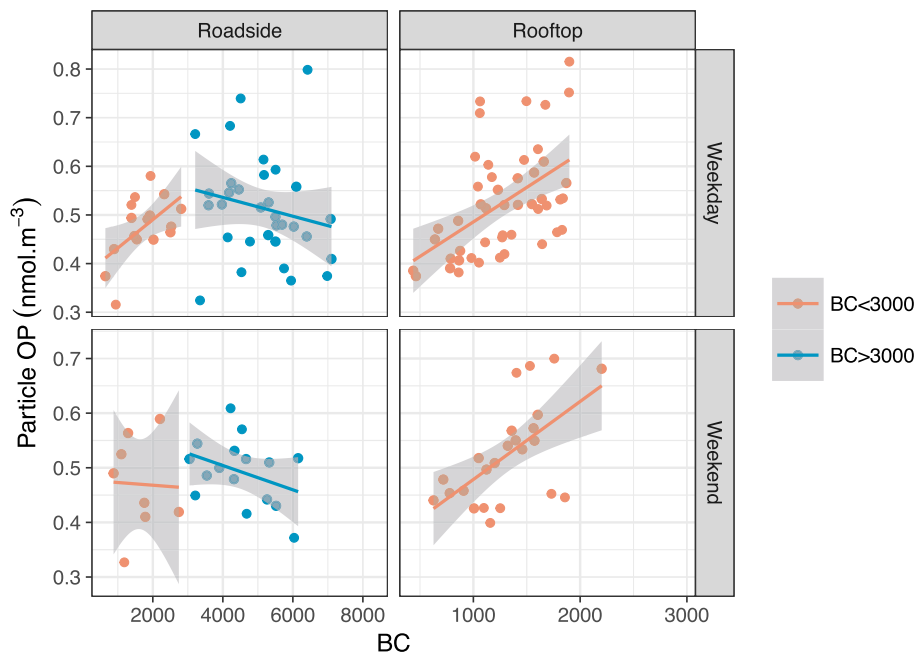 Roadside
Rooftop
0.8
0.7
0.6
0.5
0.4
0.3
Weekday
0.7
0.6
0.5
0.4
0.3
Weekend
Particle OP (nmol.m⁻³)
2000
4000
6000
8000
1000
2000
3000
BC
BC<3000
BC>3000